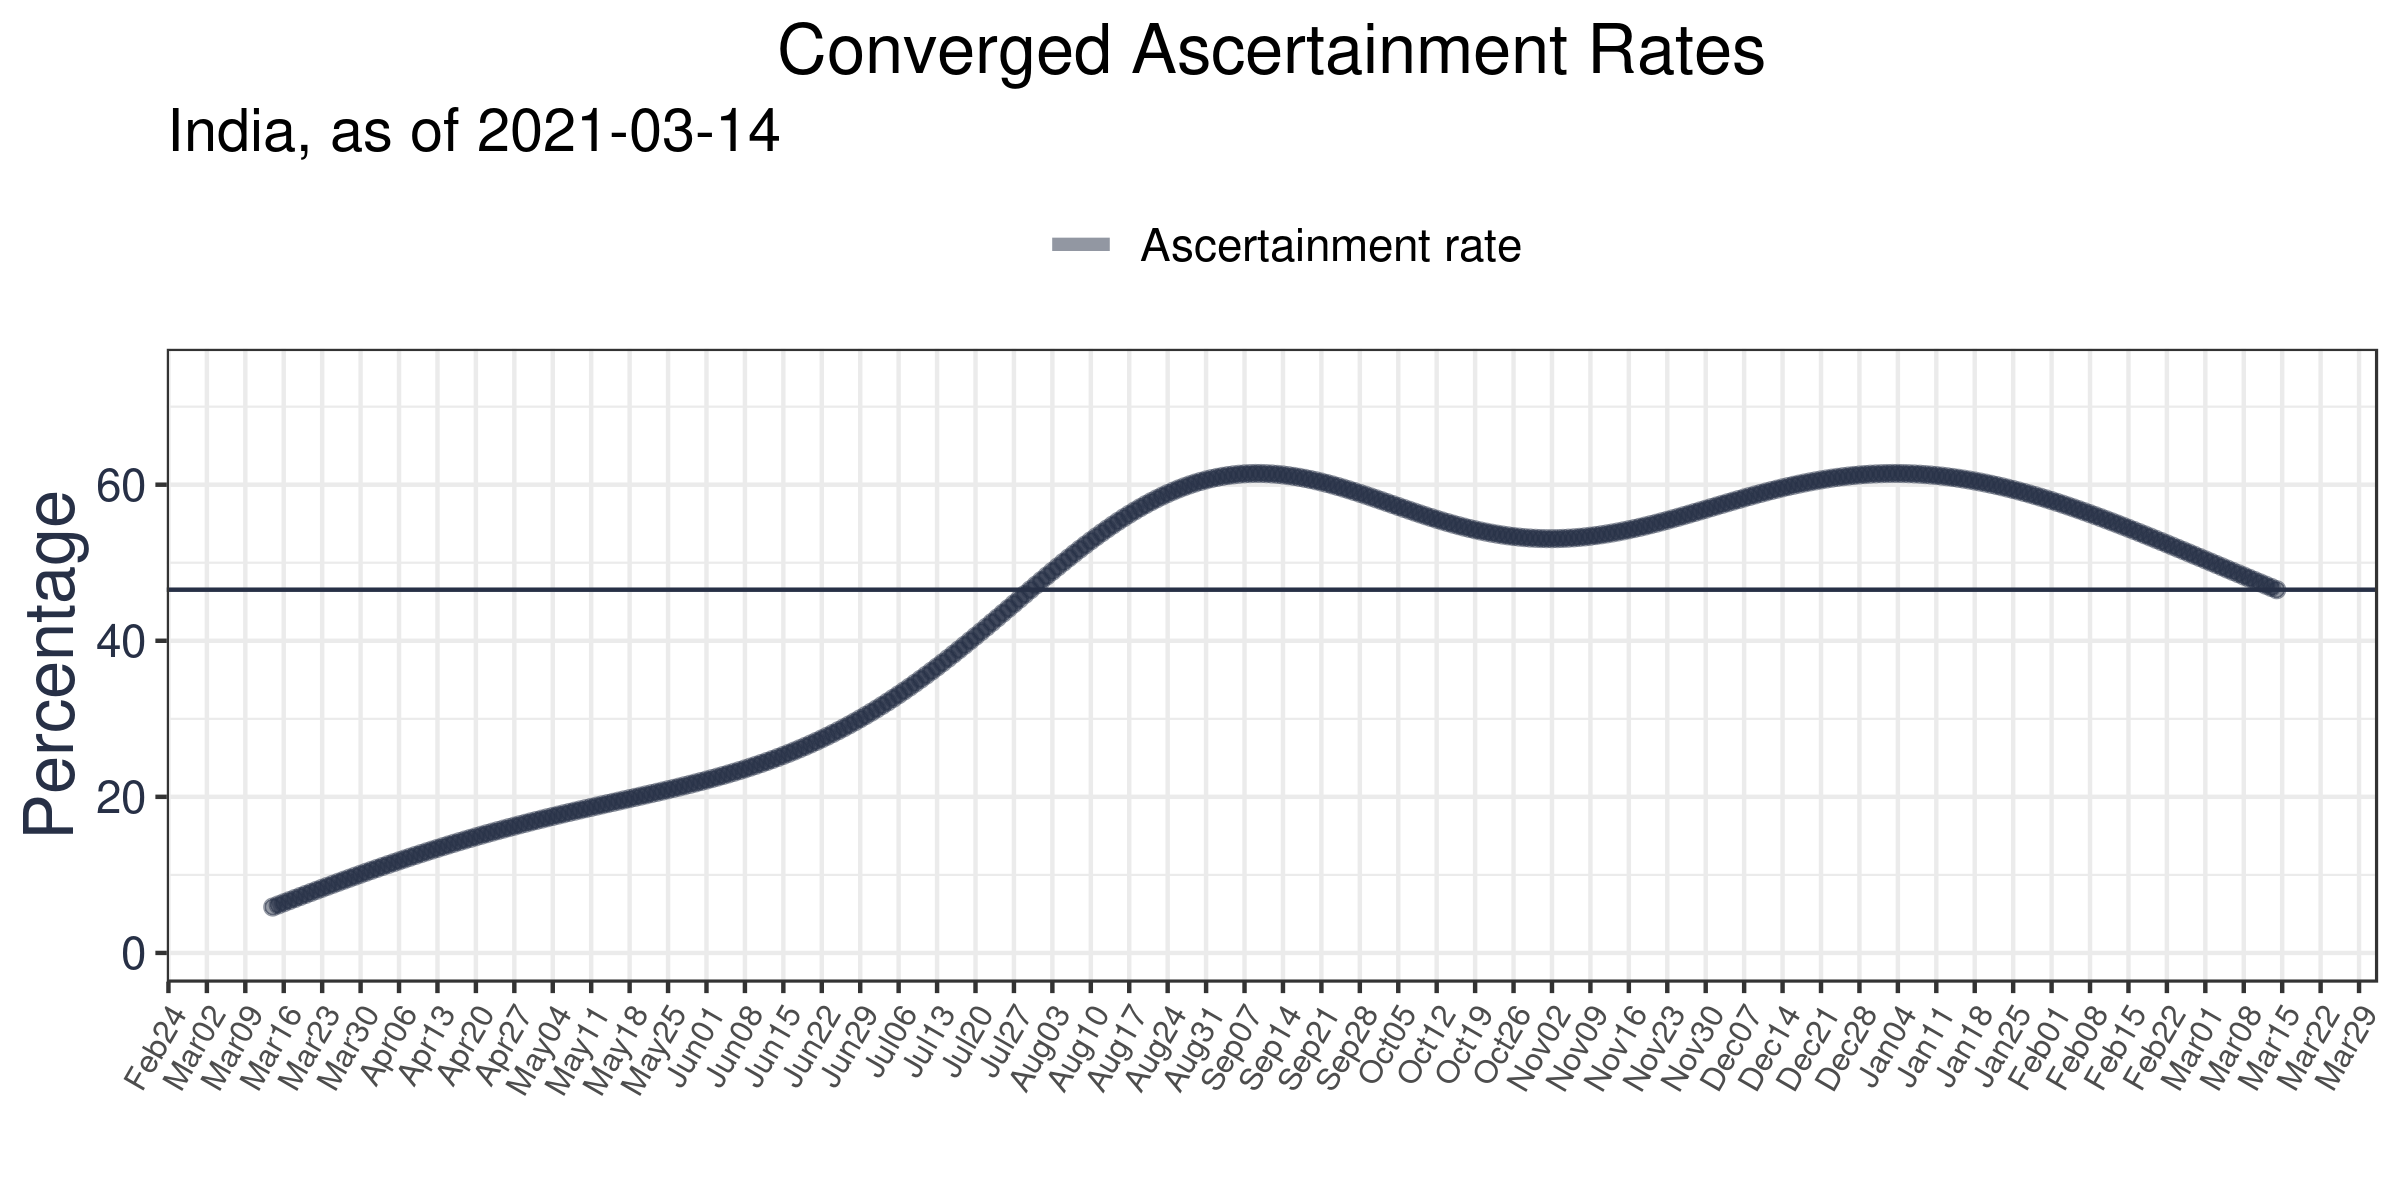 Converged Ascertainment Rates
India, as of 2021-03-14
Ascertainment rate
Percentage
60
40
20
0
Feb24
Mar02
Mar09
Mar16
Mar23
Mar30
Apr06
Apr13
Apr20
Apr27
May04
May11
May18
May25
Jun01
Jun08
Jun15
Jun22
Jun29
Jul06
Jul13
Jul20
Jul27
Aug03
Aug10
Aug17
Aug24
Aug31
Sep07
Sep14
Sep21
Sep28
Oct05
Oct12
Oct19
Oct26
Nov02
Nov09
Nov16
Nov23
Nov30
Dec07
Dec14
Dec21
Dec28
Jan04
Jan11
Jan18
Jan25
Feb01
Feb08
Feb15
Feb22
Mar01
Mar08
Mar15
Mar22
Mar29